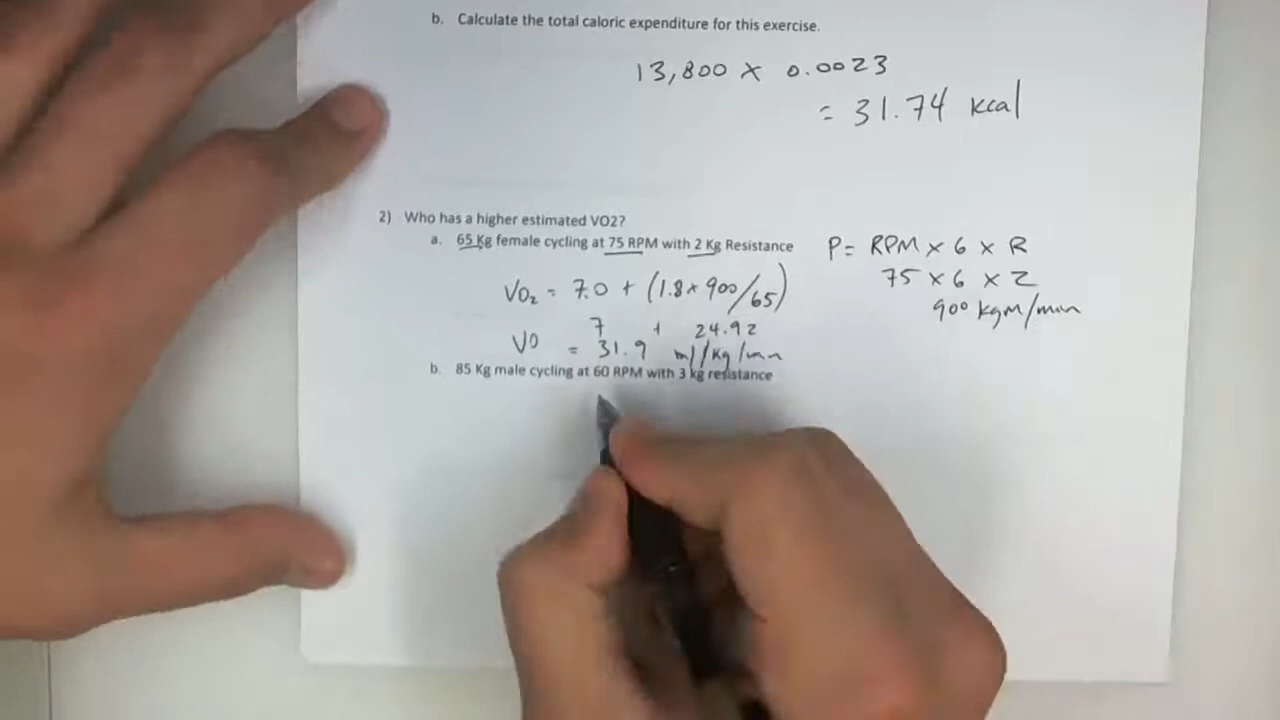 b. Calculate the total caloric expenditure for this exercise.
13,800 x 0.0023
= 31.74 kcal
2) Who has a higher estimated VO2?
a. 65 Kg female cycling at 75 RPM with 2 Kg Resistance
P= RPM x 6 x R
75 x 6 x 2
900 kgm/min
VO₂ = 7.0 + (1.8 x 900/65)
7 + 24.92
VO = 31.9 ml/kg/min
b. 85 Kg male cycling at 60 RPM with 3 kg resistance